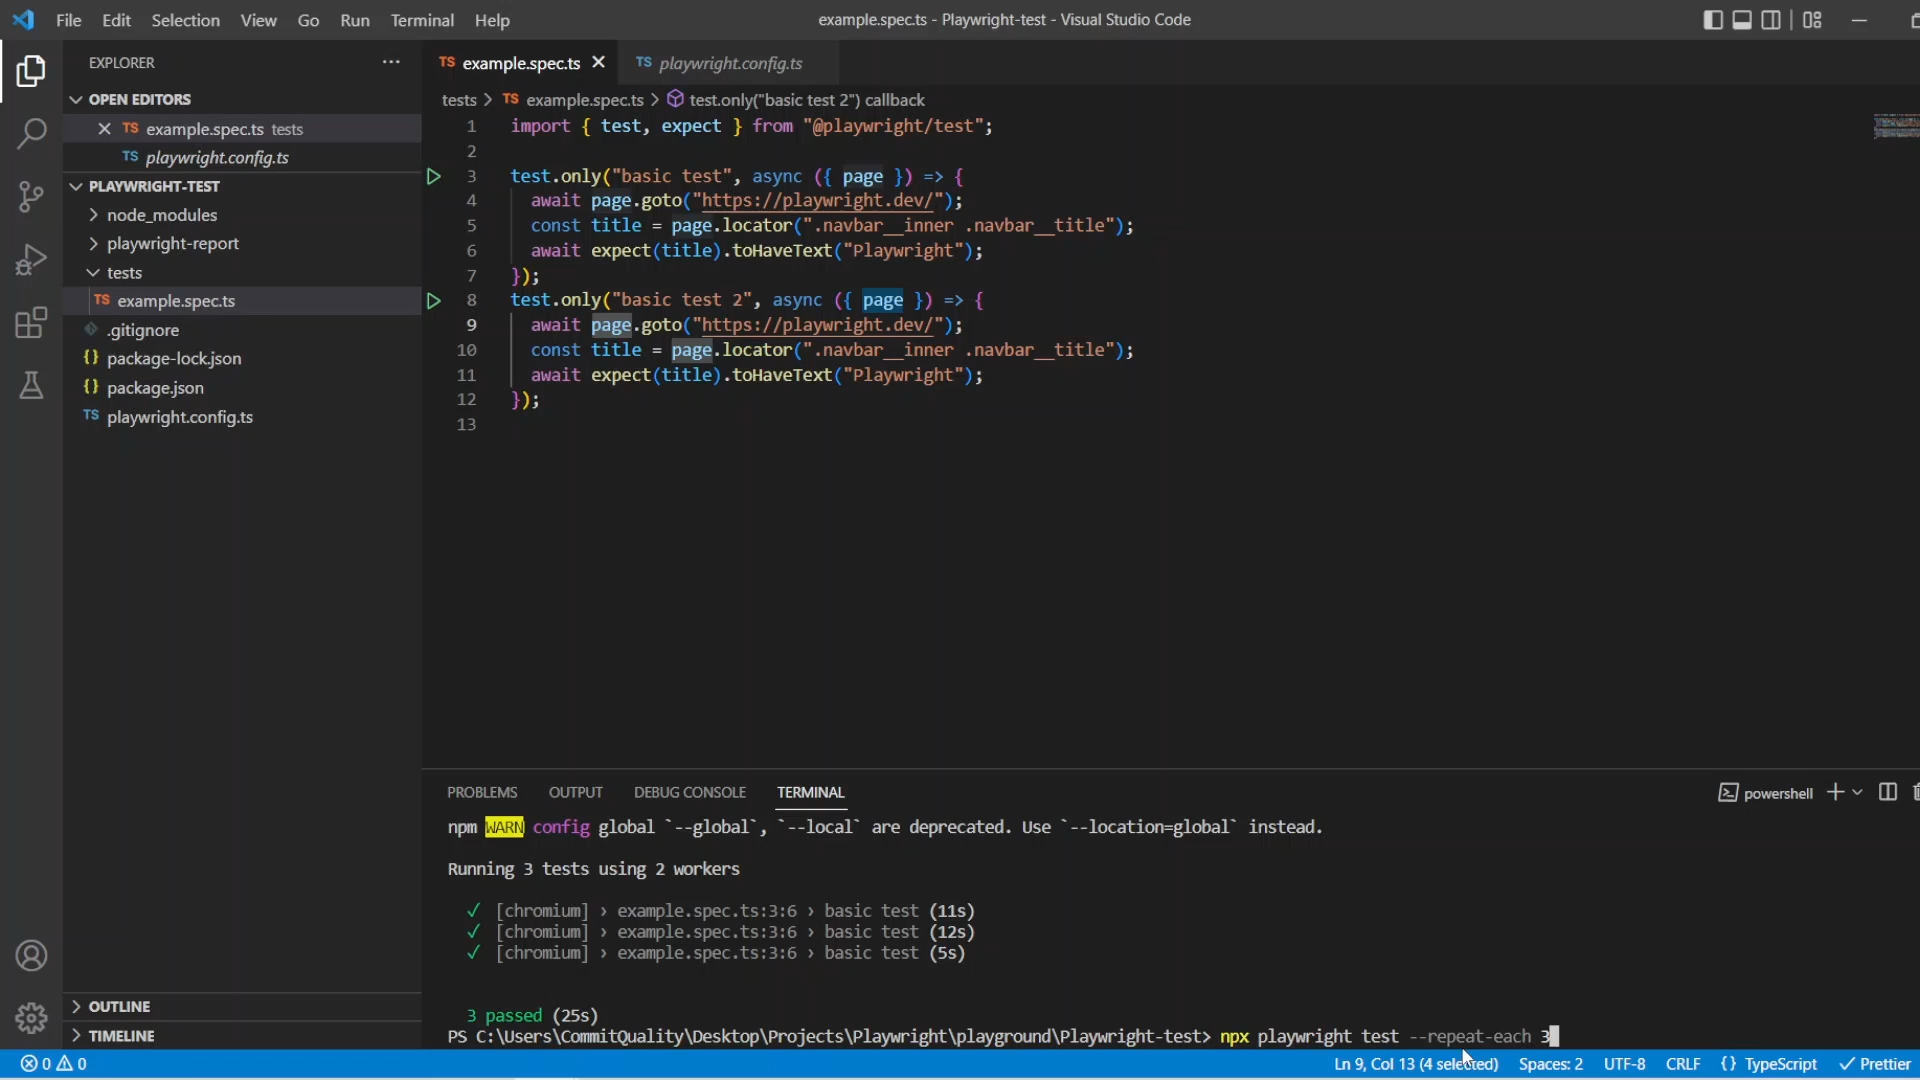 File Edit Selection View Go Run Terminal Help example.spec.ts - Playwright-test - Visual Studio Code
EXPLORER
OPEN EDITORS
TS example.spec.ts tests
TS playwright.config.ts
PLAYWRIGHT-TEST
node_modules
playwright-report
tests
TS example.spec.ts
.gitignore
{} package-lock.json
{} package.json
TS playwright.config.ts
OUTLINE
TIMELINE
TS example.spec.ts TS playwright.config.ts
tests > TS example.spec.ts > test.only("basic test 2") callback
1 import { test, expect } from "@playwright/test";
2
3 test.only("basic test", async ({ page }) => {
4 await page.goto("https://playwright.dev/");
5 const title = page.locator(".navbar__inner .navbar__title");
6 await expect(title).toHaveText("Playwright");
7 });
8 test.only("basic test 2", async ({ page }) => {
9 await page.goto("https://playwright.dev/");
10 const title = page.locator(".navbar__inner .navbar__title");
11 await expect(title).toHaveText("Playwright");
12 });
13
PROBLEMS OUTPUT DEBUG CONSOLE TERMINAL powershell
npm WARN config global `--global`, `--local` are deprecated. Use `--location=global` instead.
Running 3 tests using 2 workers
✓ [chromium] › example.spec.ts:3:6 › basic test (11s)
✓ [chromium] › example.spec.ts:3:6 › basic test (12s)
✓ [chromium] › example.spec.ts:3:6 › basic test (5s)
3 passed (25s)
PS C:\Users\CommitQuality\Desktop\Projects\Playwright\playground\Playwright-test> npx playwright test --repeat-each 3
0 0 Ln 9, Col 13 (4 selected) Spaces: 2 UTF-8 CRLF {} TypeScript ✓ Prettier